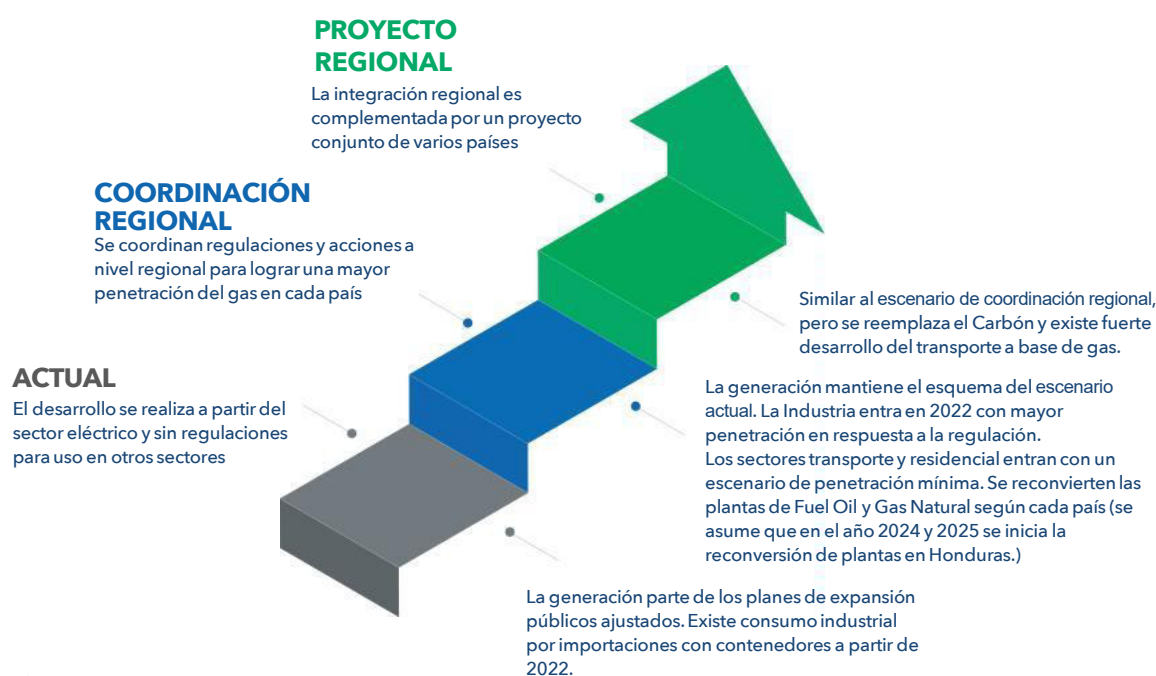 PROYECTO
REGIONAL
La integración regional es
complementada por un proyecto
conjunto de varios países
COORDINACIÓN
REGIONAL
Se coordinan regulaciones y acciones a
nivel regional para lograr una mayor
penetración del gas en cada país
Similar al escenario de coordinación regional,
pero se reemplaza el Carbón y existe fuerte
desarrollo del transporte a base de gas.
ACTUAL
El desarrollo se realiza a partir del
sector eléctrico y sin regulaciones
para uso en otros sectores
La generación mantiene el esquema del escenario
actual. La Industria entra en 2022 con mayor
penetración en respuesta a la regulación.
Los sectores transporte y residencial entran con un
escenario de penetración mínima. Se reconvierten las
plantas de Fuel Oil y Gas Natural según cada país (se
asume que en el año 2024 y 2025 se inicia la
reconversión de plantas en Honduras.)
La generación parte de los planes de expansión
públicos ajustados. Existe consumo industrial
por importaciones con contenedores a partir de
2022.